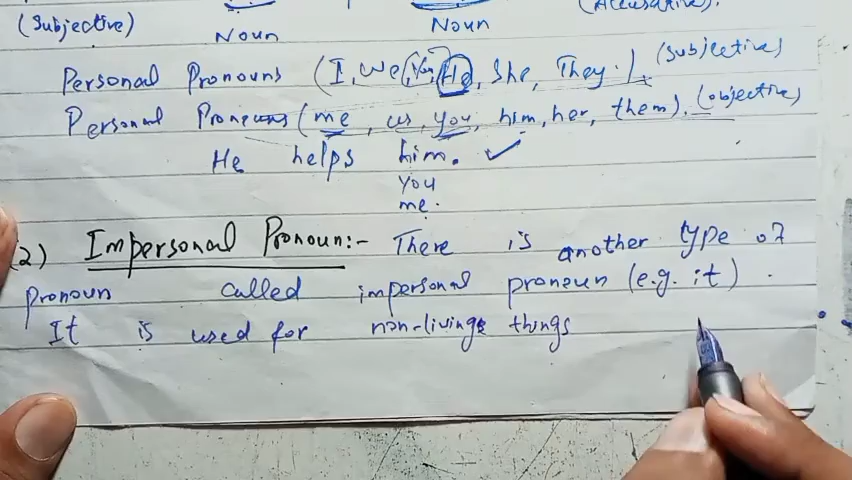 (Subjective) Noun Noun (Accusative).
Personal Pronouns (I, We, You, He, She, They.) (Subjective)
Personal Pronouns (me, us, you, him, her, them). (objective)
He helps him. ✓
you
me.
(2) Impersonal Pronoun:- There is another type of
pronoun called impersonal pronoun (e.g. it).
It is used for non-living things